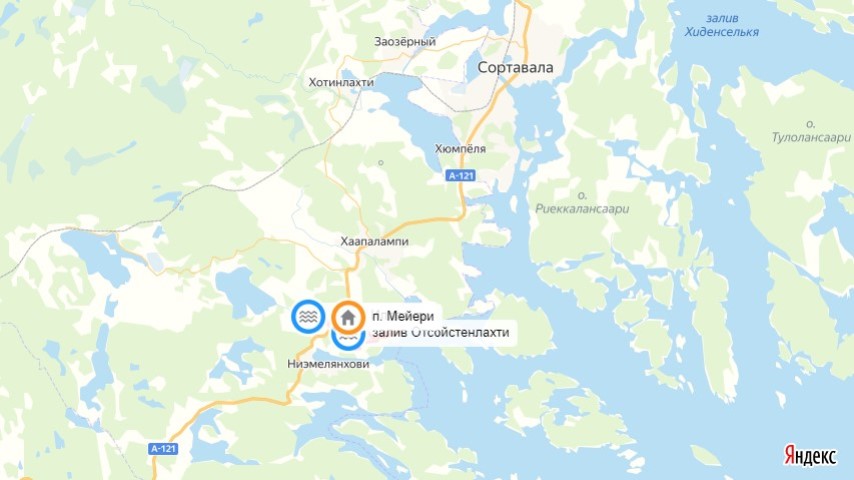 залив
Хиденселькя
Заозёрный
Сортавала
Хотинлахти
о.
Тулолансаари
Хюмпёля
А-121
о.
Риеккалансаари
Хаапалампи
п. Мейери
залив Отсойстенлахти
Ниэмелянхови
А-121
Яндекс